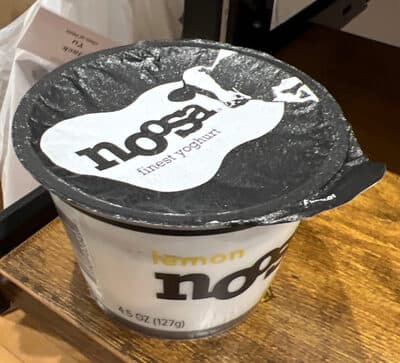 noosa
finest yoghurt
lemon
noosa
4.5 OZ (127g)